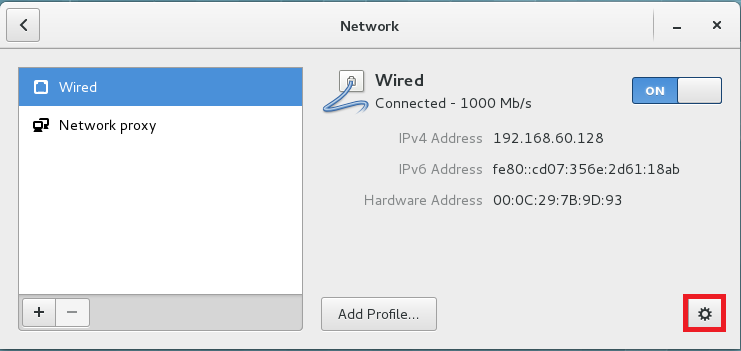 Network
Wired
Network proxy
Wired
Connected - 1000 Mb/s
ON
IPv4 Address 192.168.60.128
IPv6 Address fe80::cd07:356e:2d61:18ab
Hardware Address 00:0C:29:7B:9D:93
Add Profile...